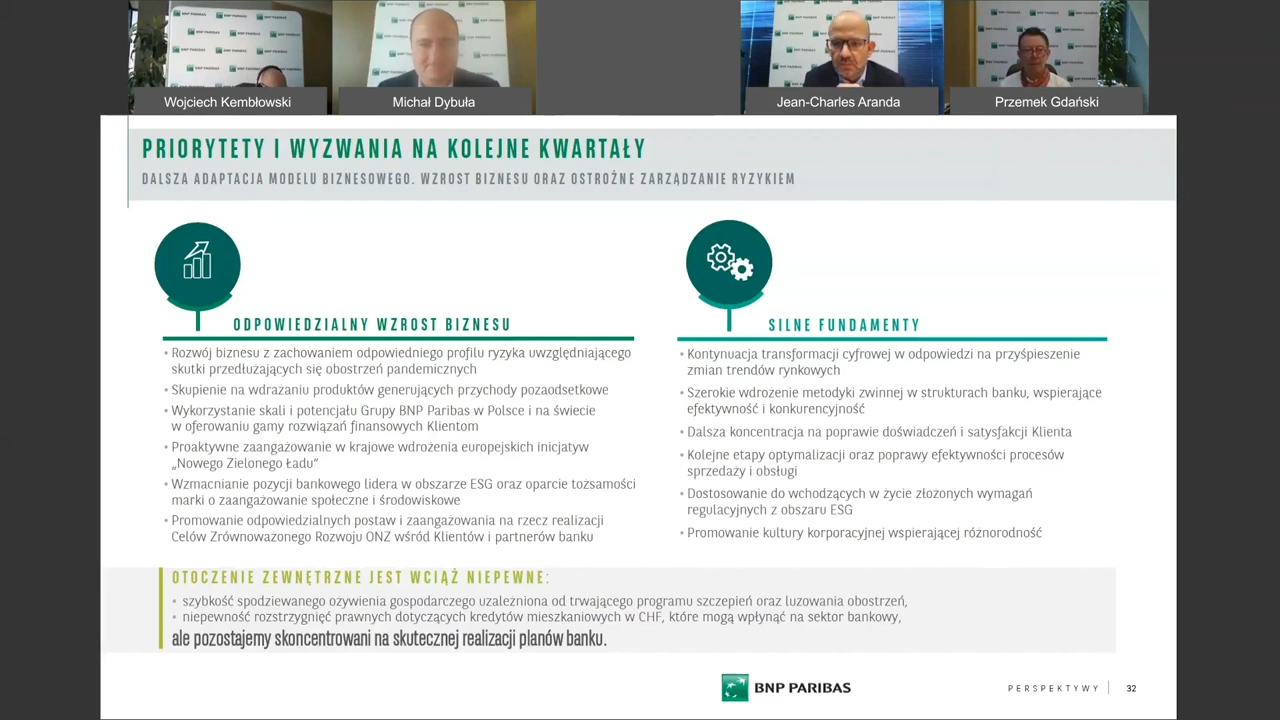 Wojciech Kembłowski
Michał Dybuła
Jean-Charles Aranda
Przemek Gdański
PRIORYTETY I WYZWANIA NA KOLEJNE KWARTAŁY
DALSZA ADAPTACJA MODELU BIZNESOWEGO. WZROST BIZNESU ORAZ OSTROŻNE ZARZĄDZANIE RYZYKIEM
ODPOWIEDZIALNY WZROST BIZNESU
• Rozwój biznesu z zachowaniem odpowiedniego profilu ryzyka uwzględniającego
skutki przedłużających się obostrzeń pandemicznych
• Skupienie na wdrażaniu produktów generujących przychody pozaodsetkowe
• Wykorzystanie skali i potencjału Grupy BNP Paribas w Polsce i na świecie
w oferowaniu gamy rozwiązań finansowych Klientom
• Proaktywne zaangażowanie w krajowe wdrożenia europejskich inicjatyw
„Nowego Zielonego Ładu”
• Wzmacnianie pozycji bankowego lidera w obszarze ESG oraz oparcie tożsamości
marki o zaangażowanie społeczne i środowiskowe
• Promowanie odpowiedzialnych postaw i zaangażowania na rzecz realizacji
Celów Zrównoważonego Rozwoju ONZ wśród Klientów i partnerów banku
SILNE FUNDAMENTY
• Kontynuacja transformacji cyfrowej w odpowiedzi na przyśpieszenie
zmian trendów rynkowych
• Szerokie wdrożenie metodyki zwinnej w strukturach banku, wspierające
efektywność i konkurencyjność
• Dalsza koncentracja na poprawie doświadczeń i satysfakcji Klienta
• Kolejne etapy optymalizacji oraz poprawy efektywności procesów
sprzedaży i obsługi
• Dostosowanie do wchodzących w życie złożonych wymagań
regulacyjnych z obszaru ESG
• Promowanie kultury korporacyjnej wspierającej różnorodność
OTOCZENIE ZEWNĘTRZNE JEST WCIĄŻ NIEPEWNE:
• szybkość spodziewanego ożywienia gospodarczego uzależniona od trwającego programu szczepień oraz luzowania obostrzeń,
• niepewność rozstrzygnięć prawnych dotyczących kredytów mieszkaniowych w CHF, które mogą wpłynąć na sektor bankowy,
ale pozostajemy skoncentrowani na skutecznej realizacji planów banku.
BNP PARIBAS
PERSPEKTYWY | 32